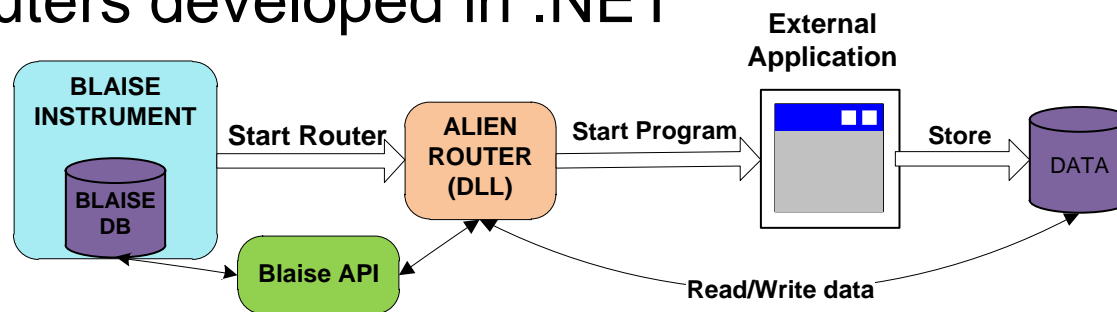 uters developed in .NET
External
Application
BLAISE
INSTRUMENT
Start Router
ALIEN
ROUTER
(DLL)
Start Program
Store
DATA
BLAISE
DB
Blaise API
Read/Write data